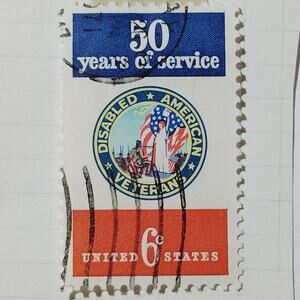 50
years of service
DISABLED AMERICAN
VETERANS
6c
UNITED STATES